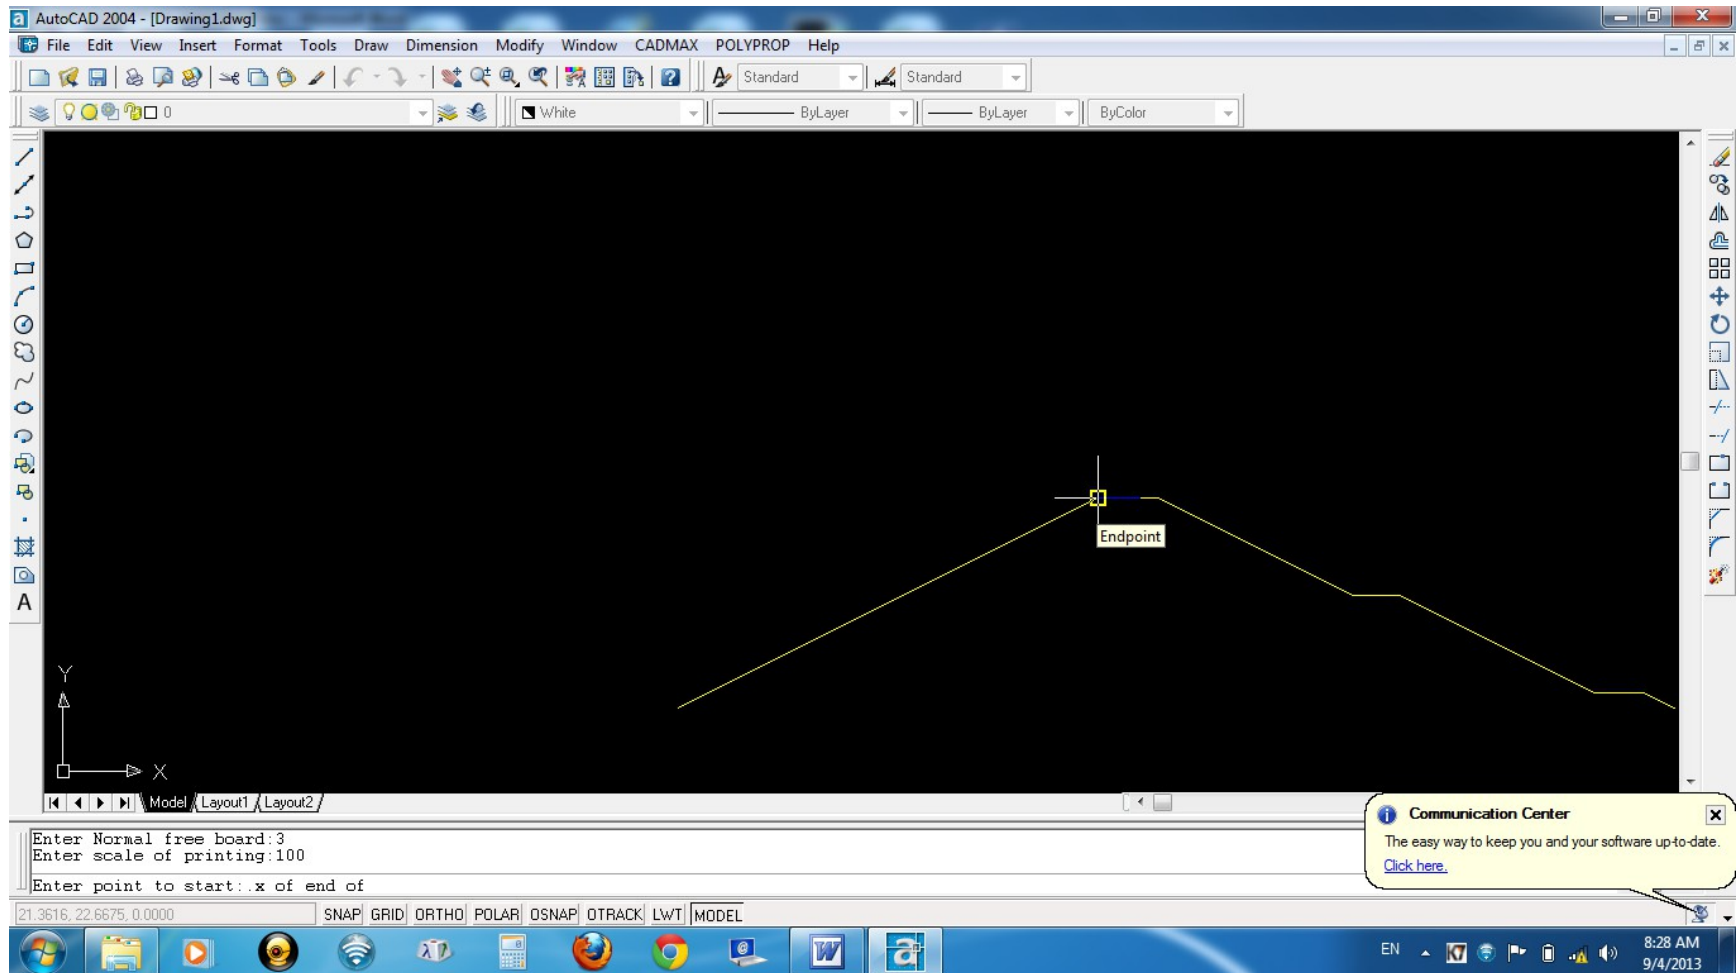 AutoCAD 2004 - [Drawing1.dwg]
File Edit View Insert Format Tools Draw Dimension Modify Window CADMAX POLYPROP Help
Standard Standard
0 White ByLayer ByLayer ByColor
A
Endpoint
Y
X
Model Layout1 Layout2
Enter Normal free board:3
Enter scale of printing:100
Enter point to start:.x of end of
Communication Center
The easy way to keep you and your software up-to-date.
Click here.
21.3616, 22.6675, 0.0000 SNAP GRID ORTHO POLAR OSNAP OTRACK LWT MODEL
EN 8:28 AM
9/4/2013